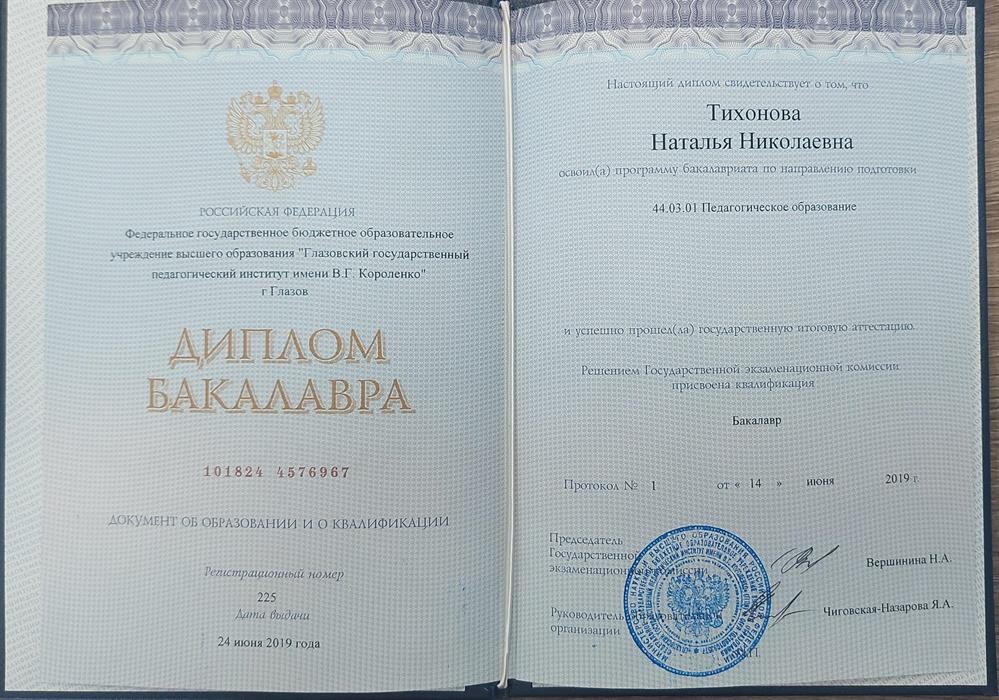 РОССИЙСКАЯ ФЕДЕРАЦИЯ
Федеральное государственное бюджетное образовательное
учреждение высшего образования "Глазовский государственный
педагогический институт имени В.Г. Короленко"
г Глазов
ДИПЛОМ
БАКАЛАВРА
101824 4576967
ДОКУМЕНТ ОБ ОБРАЗОВАНИИ И О КВАЛИФИКАЦИИ
Регистрационный номер
225
Дата выдачи
24 июня 2019 года
Настоящий диплом свидетельствует о том, что
Тихонова
Наталья Николаевна
освоил(а) программу бакалавриата по направлению подготовки
44.03.01 Педагогическое образование
и успешно прошел(ла) государственную итоговую аттестацию.
Решением Государственной экзаменационной комиссии
присвоена квалификация
Бакалавр
Протокол № 1 от « 14 » июня 2019 г.
Председатель
Государственной
экзаменационной комиссии
Вершинина Н.А.
Руководитель образовательной
организации
Чиговская-Назарова Я.А.
М.П.